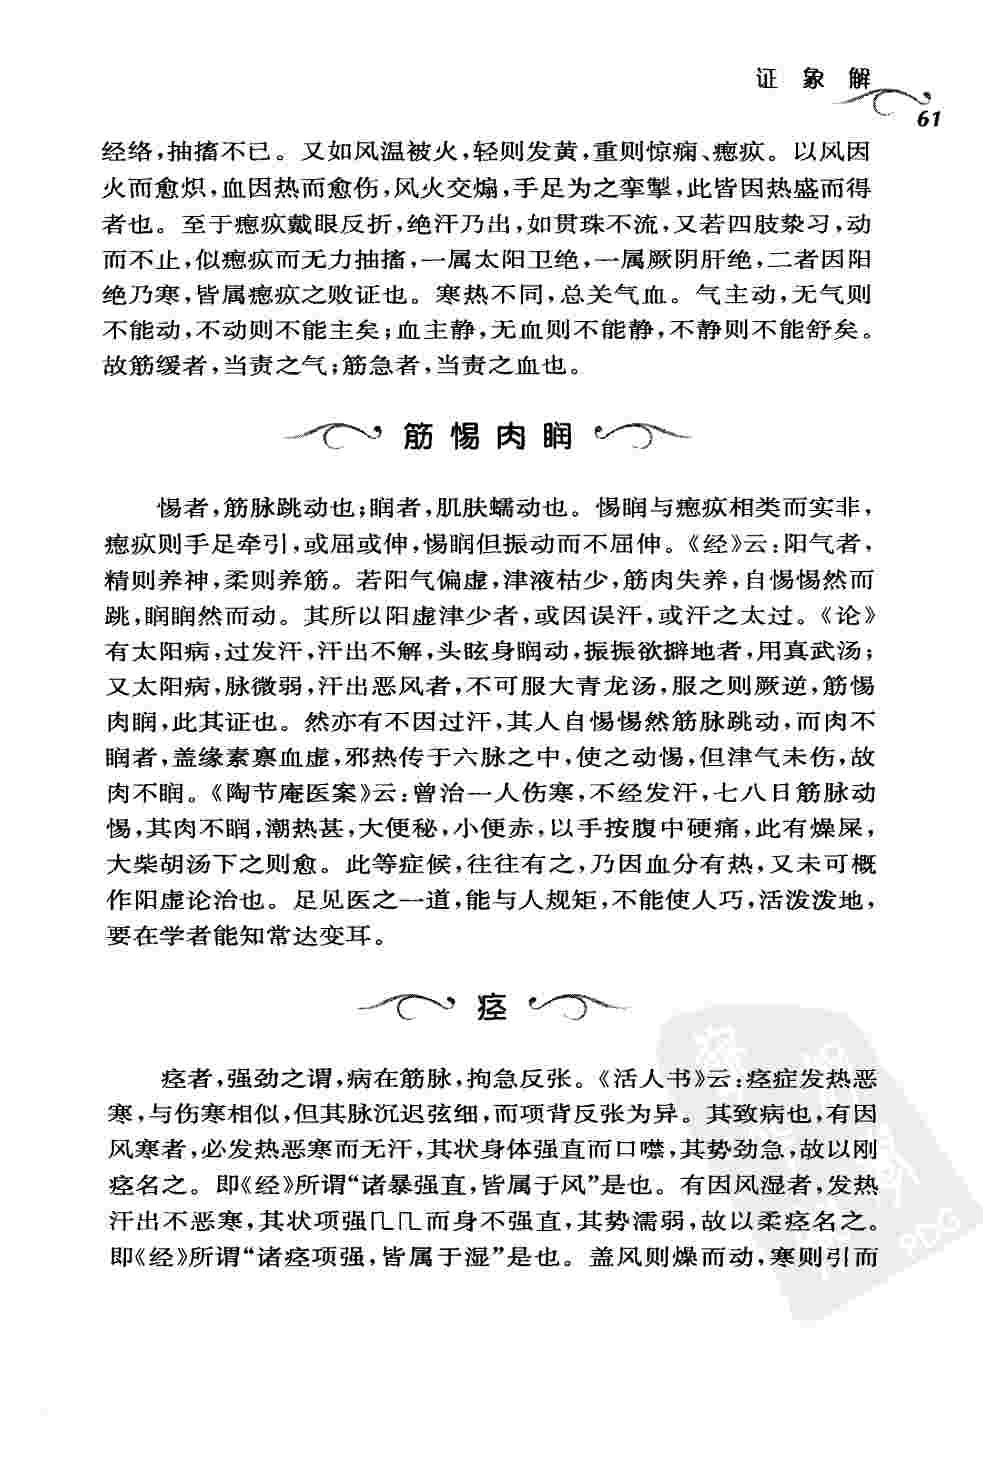 证象解
61
经络,抽搐不已。又如风温被火,轻则发黄,重则惊痫、瘛疭。以风因
火而愈炽,血因热而愈伤,风火交煽,手足为之挛掣,此皆因热盛而得
者也。至于瘛疭戴眼反折,绝汗乃出,如贯珠不流,又若四肢漐习,动
而不止,似瘛疭而无力抽搐,一属太阳卫绝,一属厥阴肝绝,二者因阳
绝乃寒,皆属瘛疭之败证也。寒热不同,总关气血。气主动,无气则
不能动,不动则不能主矣;血主静,无血则不能静,不静则不能舒矣。
故筋缓者,当责之气;筋急者,当责之血也。
筋惕肉𥆧
惕者,筋脉跳动也;𥆧者,肌肤蠕动也。惕𥆧与瘛疭相类而实非,
瘛疭则手足牵引,或屈或伸,惕𥆧但振动而不屈伸。《经》云:阳气者,
精则养神,柔则养筋。若阳气偏虚,津液枯少,筋肉失养,自惕惕然而
跳,𥆧𥆧然而动。其所以阳虚津少者,或因误汗,或汗之太过。《论》
有太阳病,过发汗,汗出不解,头眩身𥆧动,振振欲擗地者,用真武汤;
又太阳病,脉微弱,汗出恶风者,不可服大青龙汤,服之则厥逆,筋惕
肉𥆧,此其证也。然亦有不因过汗,其人自惕惕然筋脉跳动,而肉不
𥆧者,盖缘素禀血虚,邪热传于六脉之中,使之动惕,但津气未伤,故
肉不𥆧。《陶节庵医案》云:曾治一人伤寒,不经发汗,七八日筋脉动
惕,其肉不𥆧,潮热甚,大便秘,小便赤,以手按腹中硬痛,此有燥屎,
大柴胡汤下之则愈。此等症候,往往有之,乃因血分有热,又未可概
作阳虚论治也。足见医之一道,能与人规矩,不能使人巧,活泼泼地,
要在学者能知常达变耳。
痉
痉者,强劲之谓,病在筋脉,拘急反张。《活人书》云:痉症发热恶
寒,与伤寒相似,但其脉沉迟弦细,而项背反张为异。其致病也,有因
风寒者,必发热恶寒而无汗,其状身体强直而口噤,其势劲急,故以刚
痉名之。即《经》所谓“诸暴强直,皆属于风”是也。有因风湿者,发热
汗出不恶寒,其状项强几几而身不强直,其势濡弱,故以柔痉名之。
即《经》所谓“诸痉项强,皆属于湿”是也。盖风则燥而动,寒则引而
PDG